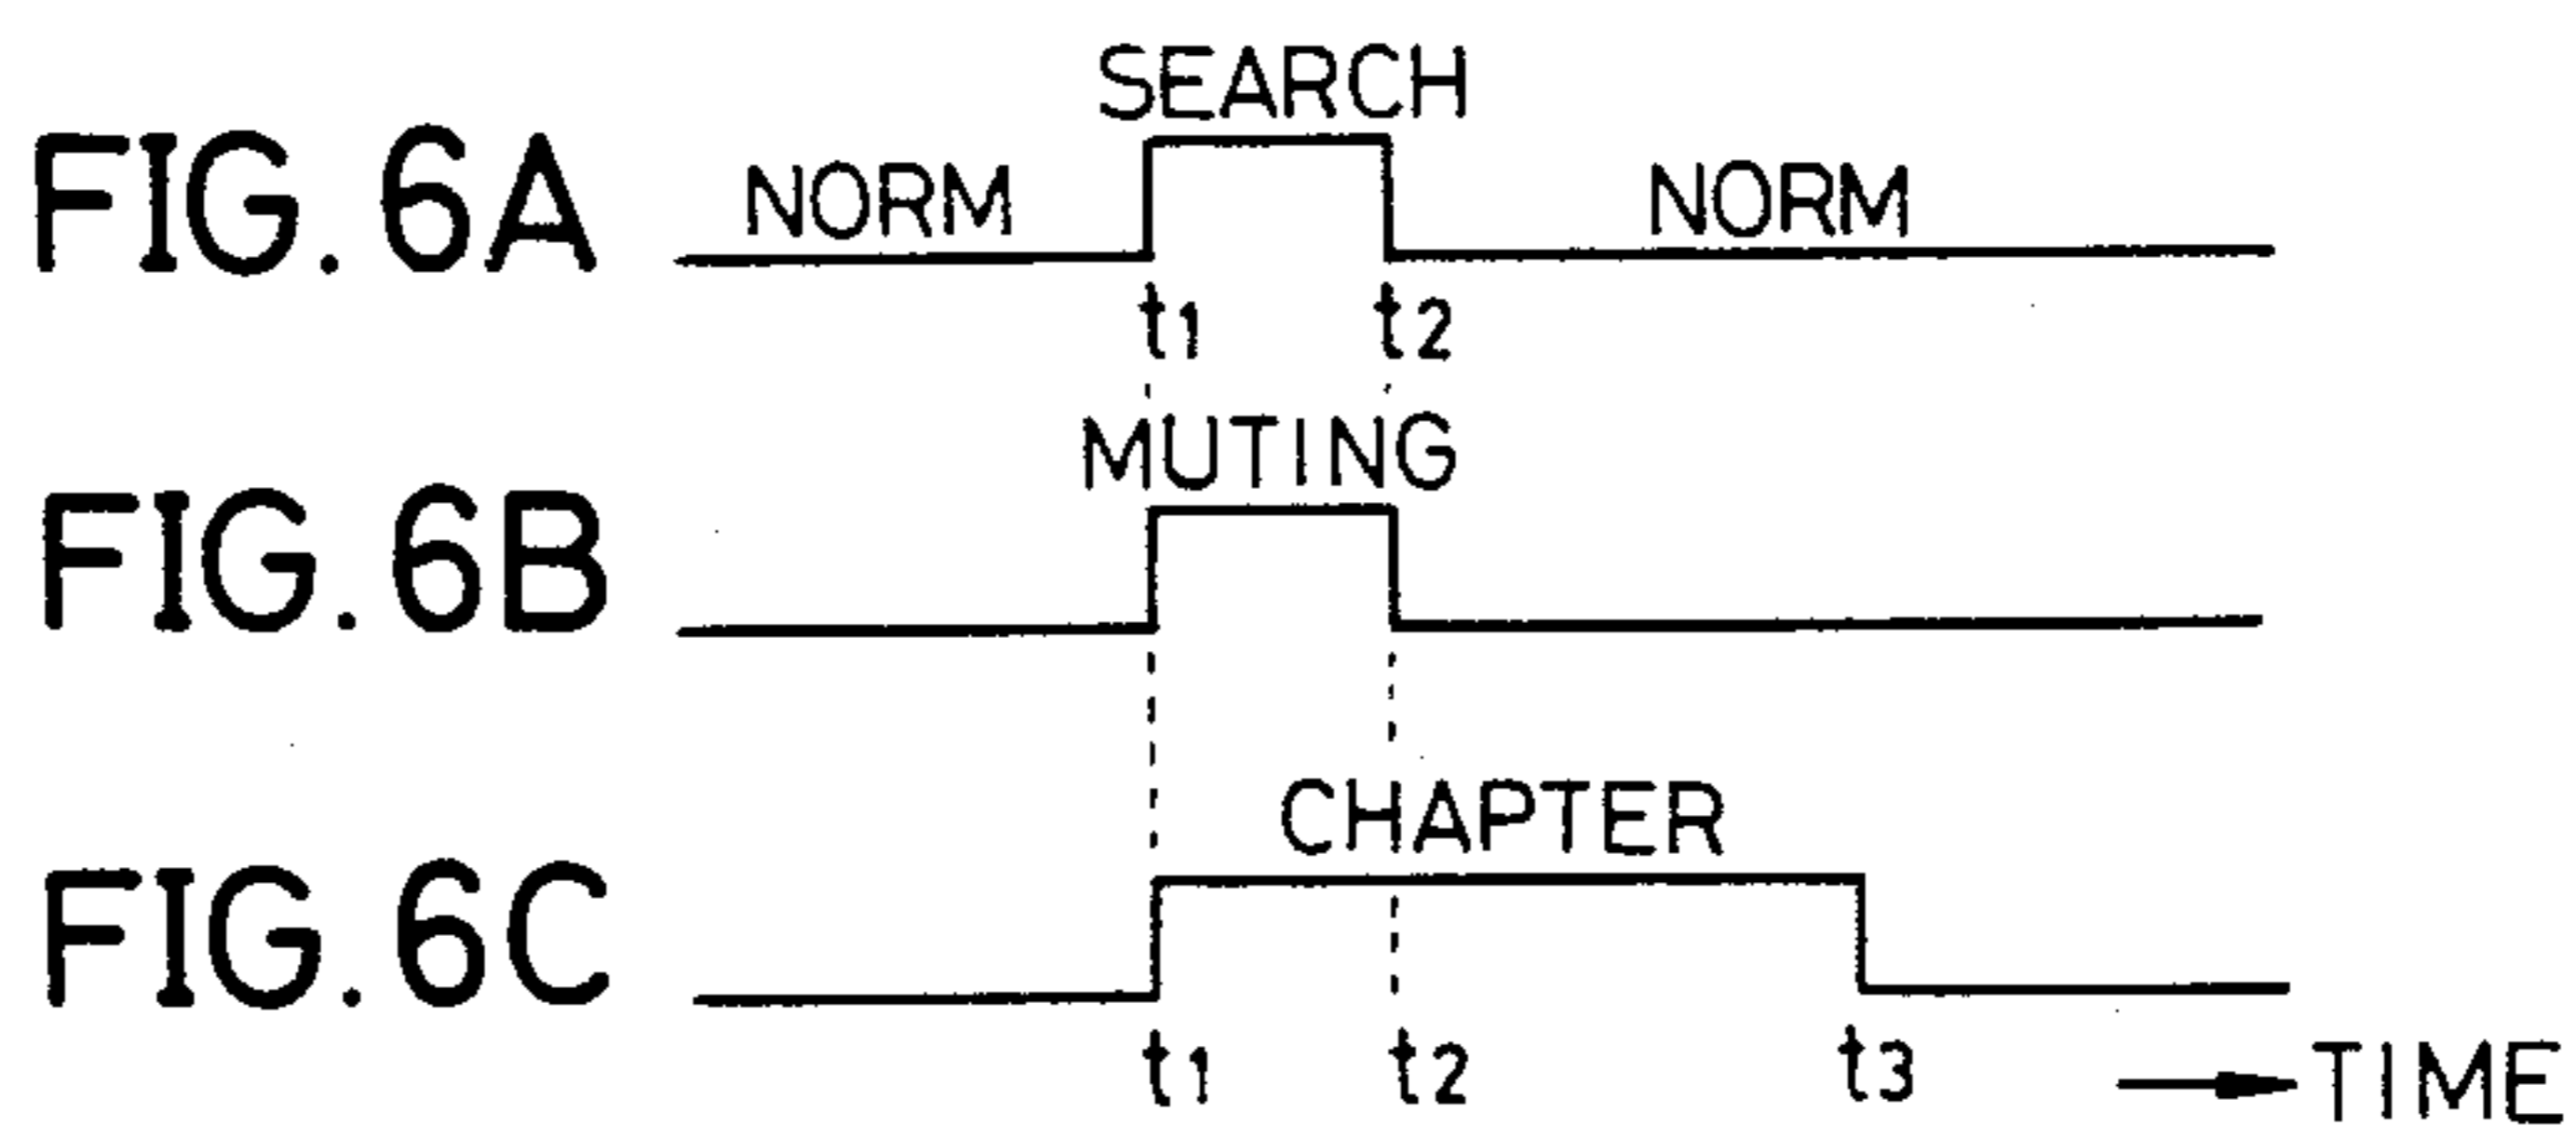 SEARCH
FIG. 6A NORM NORM
t1 t2
MUTING
FIG. 6B
CHAPTER
FIG. 6C
t1 t2 t3 TIME